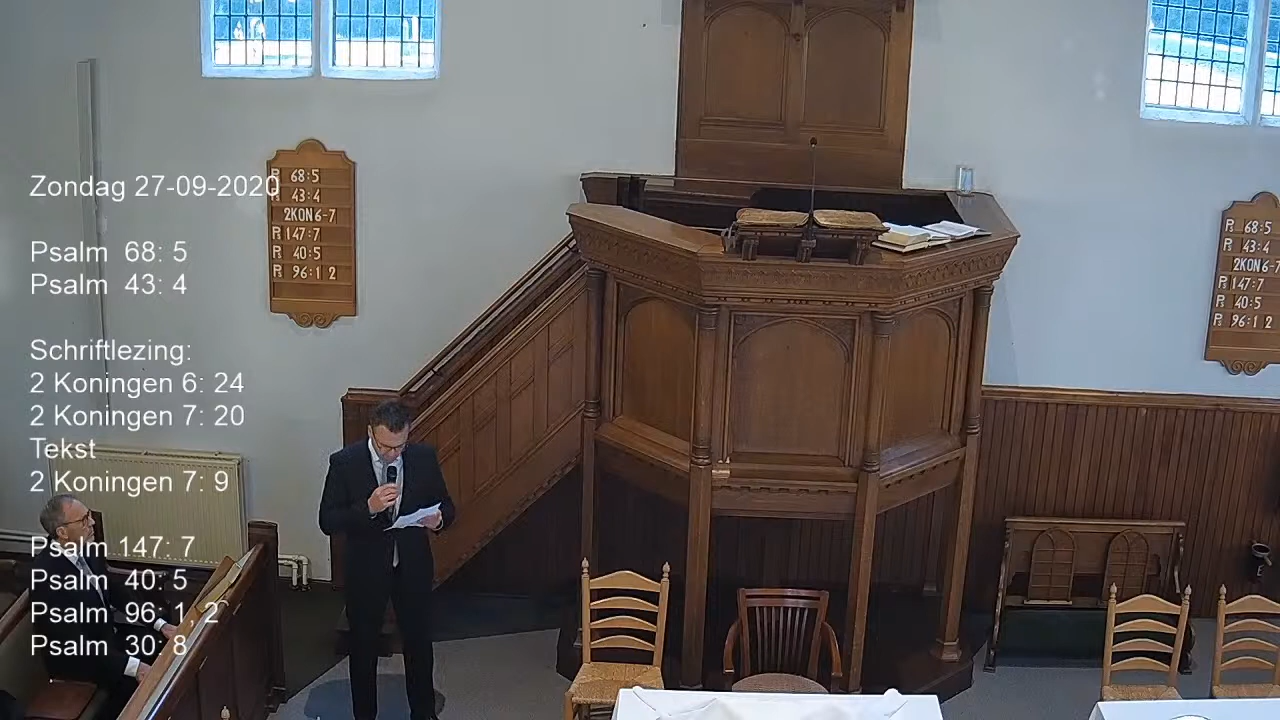 Zondag 27-09-2020
Psalm 68: 5
Psalm 43: 4
Schriftlezing:
2 Koningen 6: 24
2 Koningen 7: 20
Tekst
2 Koningen 7: 9
Psalm 147: 7
Psalm 40: 5
Psalm 96: 1, 2
Psalm 30: 8
68:5
43:4
2KON6-7
147:7
40:5
96:1 2
68:5
43:4
2KON6-7
147:7
40:5
96:1 2